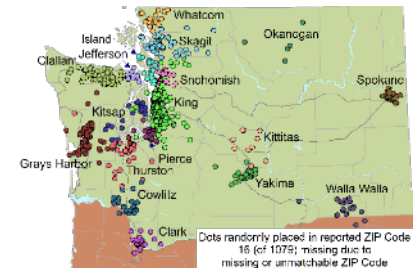 Whatcom
Island
Skagit
Okanogan
Jefferson
Clallam
Snohomish
Spokane
King
Kitsap
Kittitas
Grays Harbor
Pierce
Thurston
Yakima
Walla Walla
Cowlitz
Clark
Dots randomly placed in reported ZIP Code
16 (of 1079) missing due to
missing or unmatchable ZIP Code